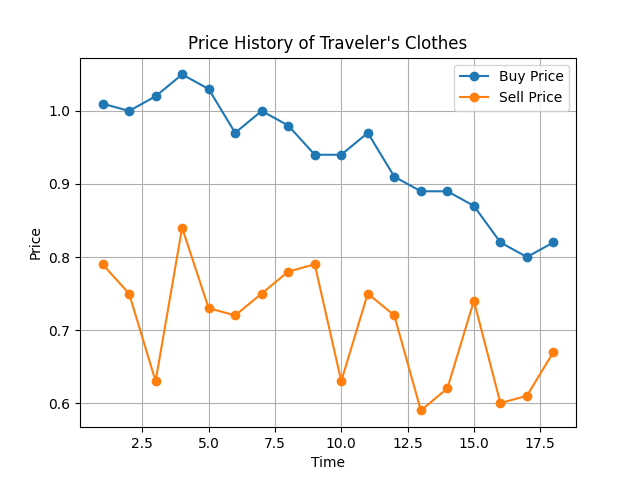 Price History of Traveler's Clothes
Buy Price
Sell Price
Price
1.0
0.9
0.8
0.7
0.6
2.5 5.0 7.5 10.0 12.5 15.0 17.5
Time